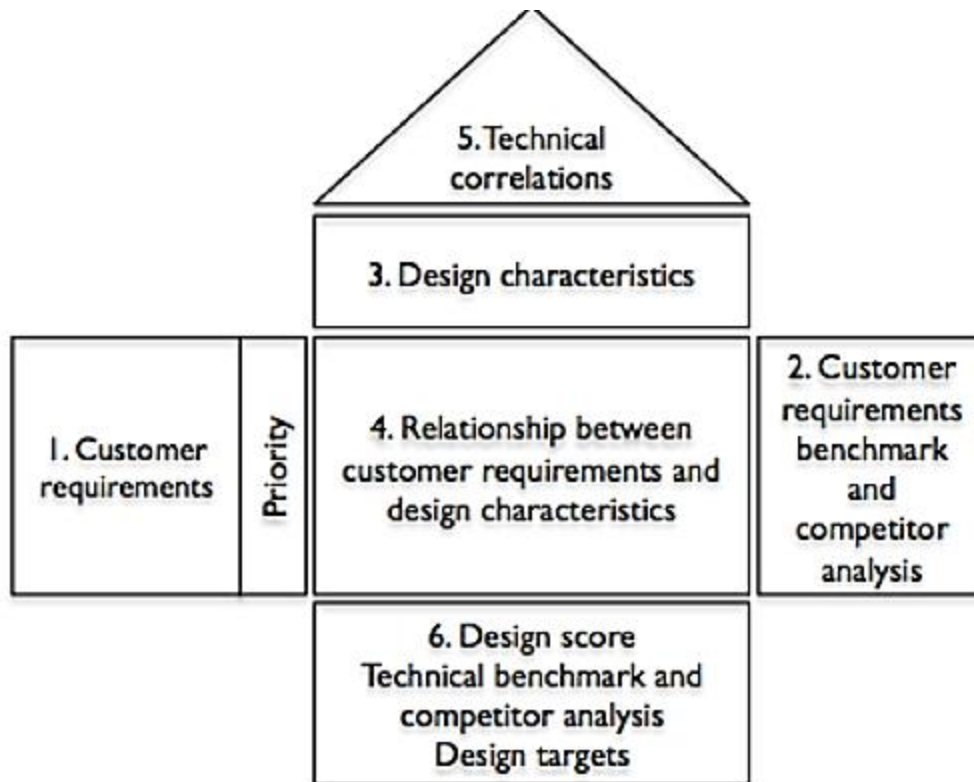 5. Technical
correlations
3. Design characteristics
1. Customer
requirements
Priority
4. Relationship between
customer requirements and
design characteristics
2. Customer
requirements
benchmark
and
competitor
analysis
6. Design score
Technical benchmark and
competitor analysis
Design targets